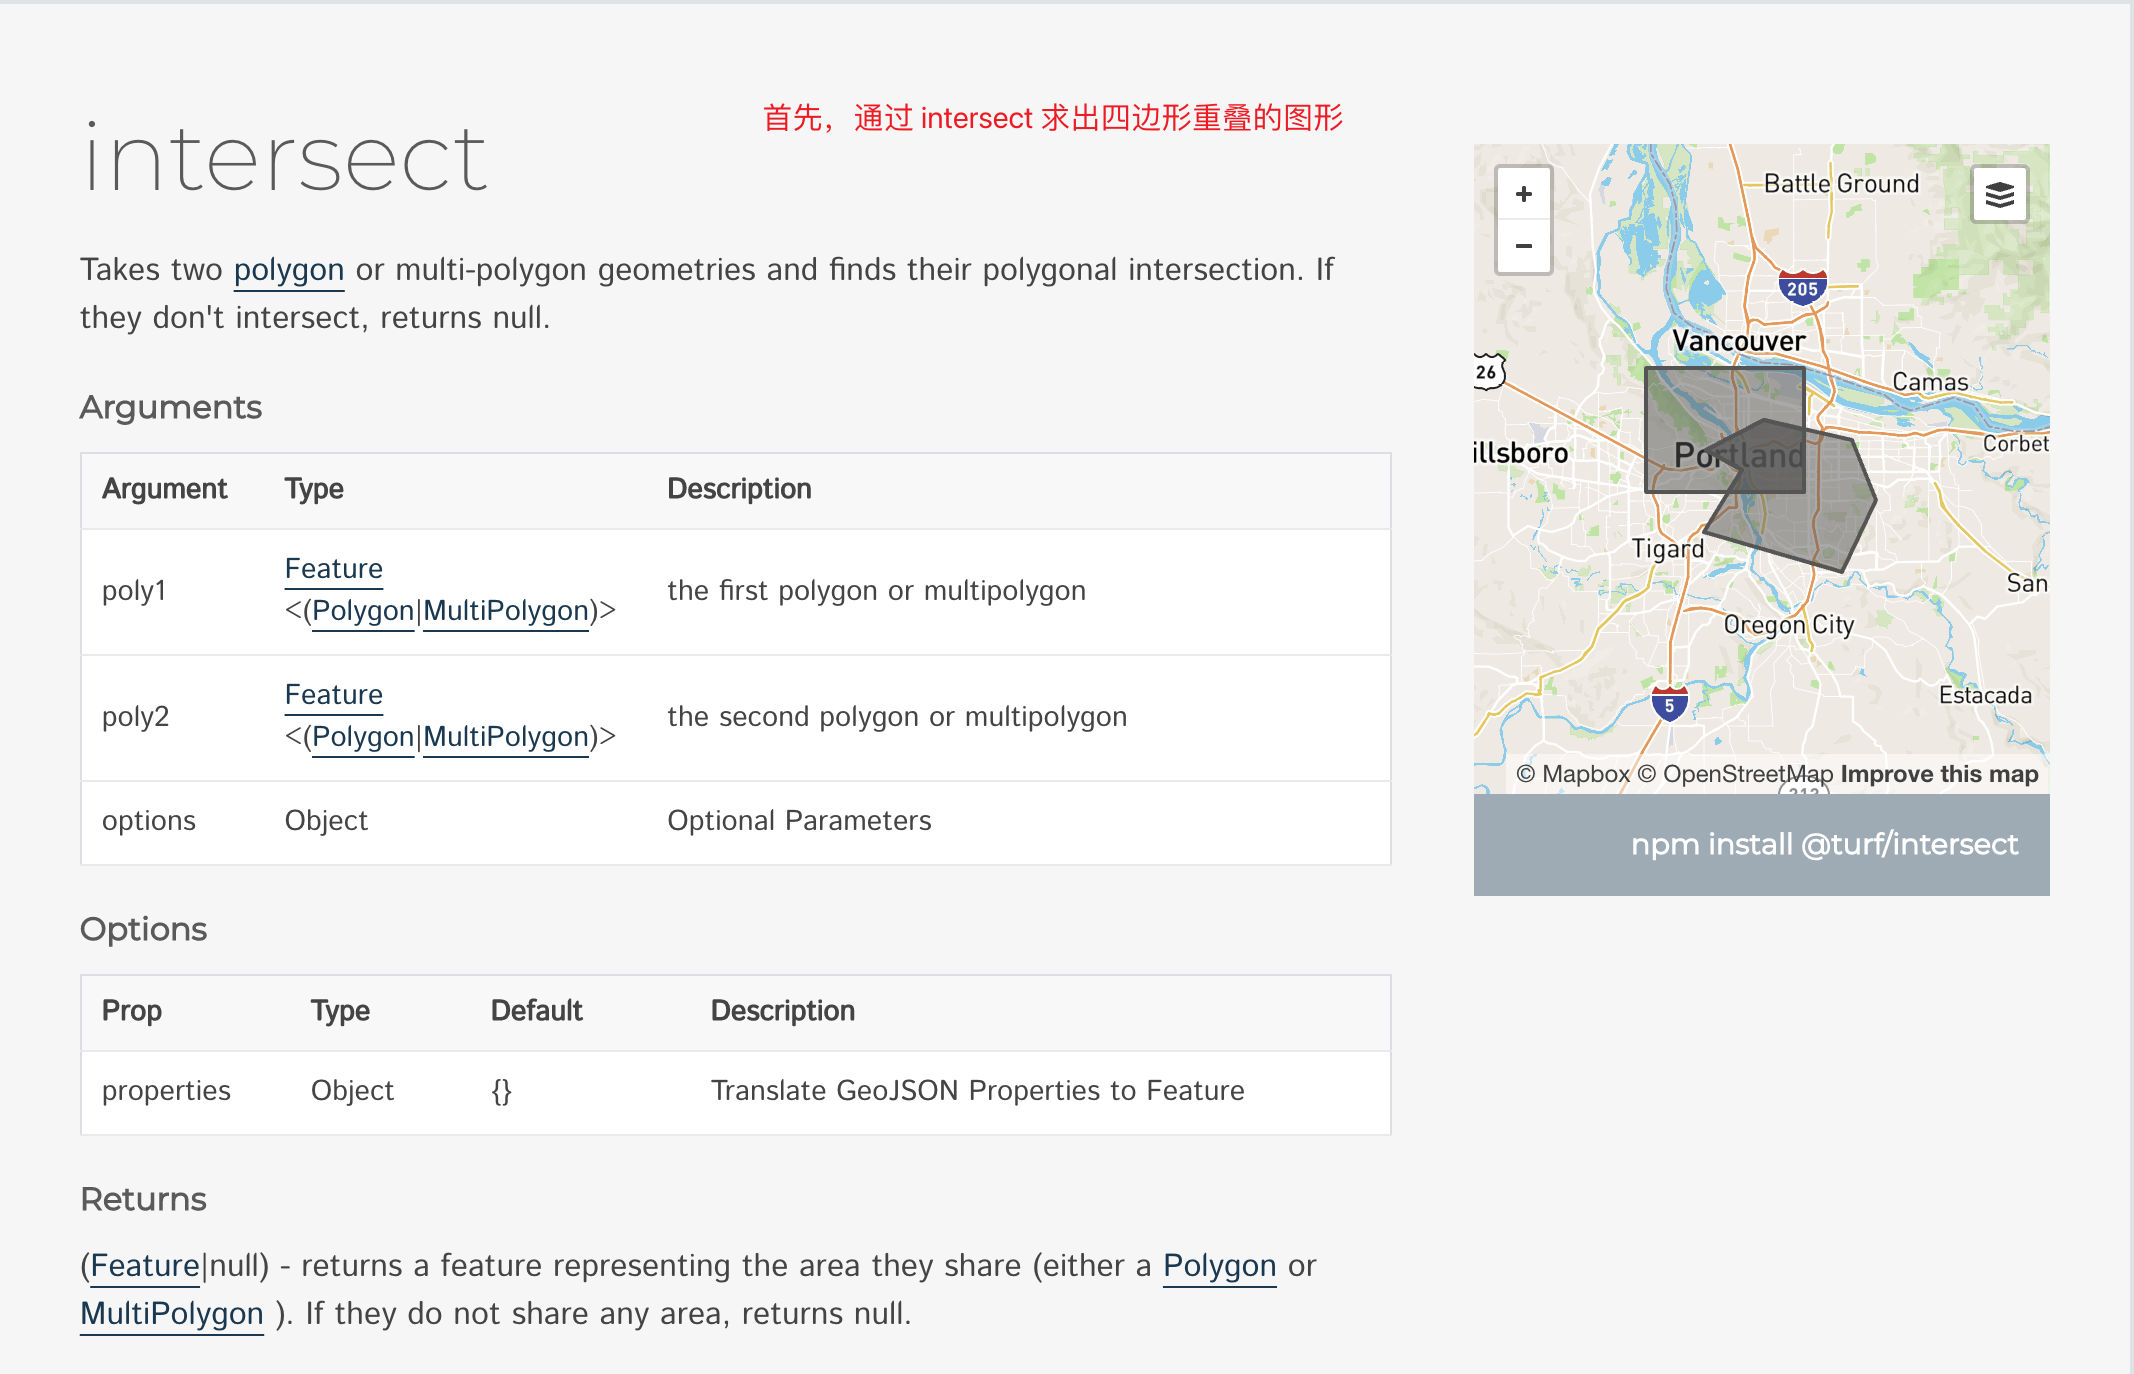 首先，通过 intersect 求出四边形重叠的图形
intersect
Takes two polygon or multi-polygon geometries and finds their polygonal intersection. If
they don't intersect, returns null.
Arguments
Argument Type Description
poly1 Feature
<(Polygon|MultiPolygon)> the first polygon or multipolygon
poly2 Feature
<(Polygon|MultiPolygon)> the second polygon or multipolygon
options Object Optional Parameters
Options
Prop Type Default Description
properties Object {} Translate GeoJSON Properties to Feature
Returns
(Feature|null) - returns a feature representing the area they share (either a Polygon or
MultiPolygon ). If they do not share any area, returns null.
+
−
Battle Ground
205
Vancouver
26
Camas
illsboro
Portland
Corbet
Tigard
San
Oregon City
Estacada
5
© Mapbox © OpenStreetMap Improve this map
npm install @turf/intersect